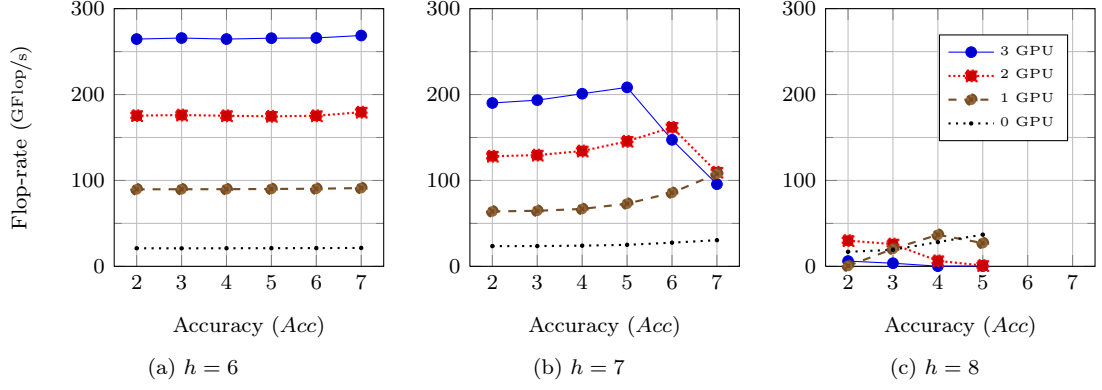 Flop-rate (GFlop/s)
300
200
100
0
2 3 4 5 6 7
Accuracy (Acc)
(a) h = 6
300
200
100
0
2 3 4 5 6 7
Accuracy (Acc)
(b) h = 7
300
200
100
0
2 3 4 5 6 7
3 GPU
2 GPU
1 GPU
0 GPU
Accuracy (Acc)
(c) h = 8